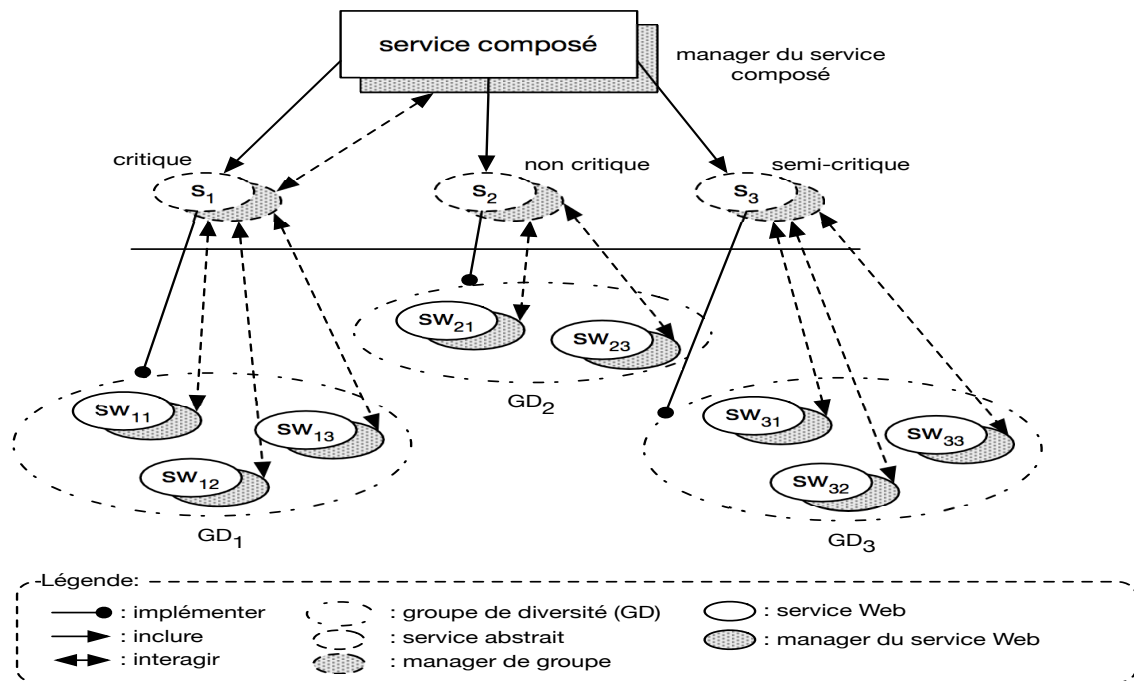 service composé
manager du service
composé
critique
non critique
semi-critique
s1
s2
s3
sw21
sw23
GD2
sw11
sw13
sw12
GD1
sw31
sw33
sw32
GD3
Légende:
: implémenter
: inclure
: interagir
: groupe de diversité (GD)
: service abstrait
: manager de groupe
: service Web
: manager du service Web